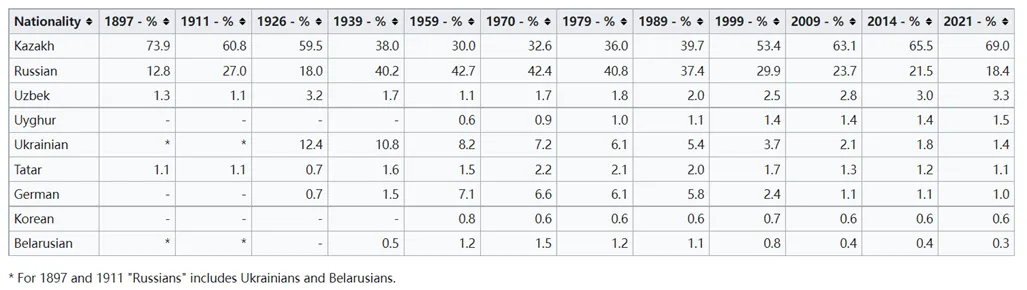 Nationality 1897 - % 1911 - % 1926 - % 1939 - % 1959 - % 1970 - % 1979 - % 1989 - % 1999 - % 2009 - % 2014 - % 2021 - %
Kazakh 73.9 60.8 59.5 38.0 30.0 32.6 36.0 39.7 53.4 63.1 65.5 69.0
Russian 12.8 27.0 18.0 40.2 42.7 42.4 40.8 37.4 29.9 23.7 21.5 18.4
Uzbek 1.3 1.1 3.2 1.7 1.1 1.7 1.8 2.0 2.5 2.8 3.0 3.3
Uyghur - - - - 0.6 0.9 1.0 1.1 1.4 1.4 1.4 1.5
Ukrainian * * 12.4 10.8 8.2 7.2 6.1 5.4 3.7 2.1 1.8 1.4
Tatar 1.1 1.1 0.7 1.6 1.5 2.2 2.1 2.0 1.7 1.3 1.2 1.1
German - - 0.7 1.5 7.1 6.6 6.1 5.8 2.4 1.1 1.1 1.0
Korean - - - - 0.8 0.6 0.6 0.6 0.7 0.6 0.6 0.6
Belarusian * * - 0.5 1.2 1.5 1.2 1.1 0.8 0.4 0.4 0.3
* For 1897 and 1911 "Russians" includes Ukrainians and Belarusians.